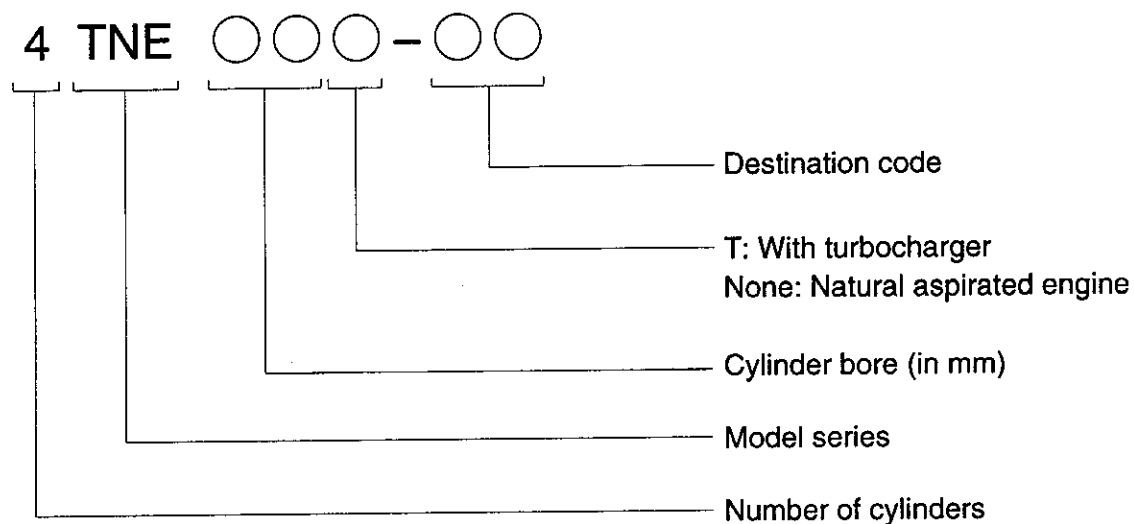 4 TNE ○○○–○○
Destination code
T: With turbocharger
None: Natural aspirated engine
Cylinder bore (in mm)
Model series
Number of cylinders